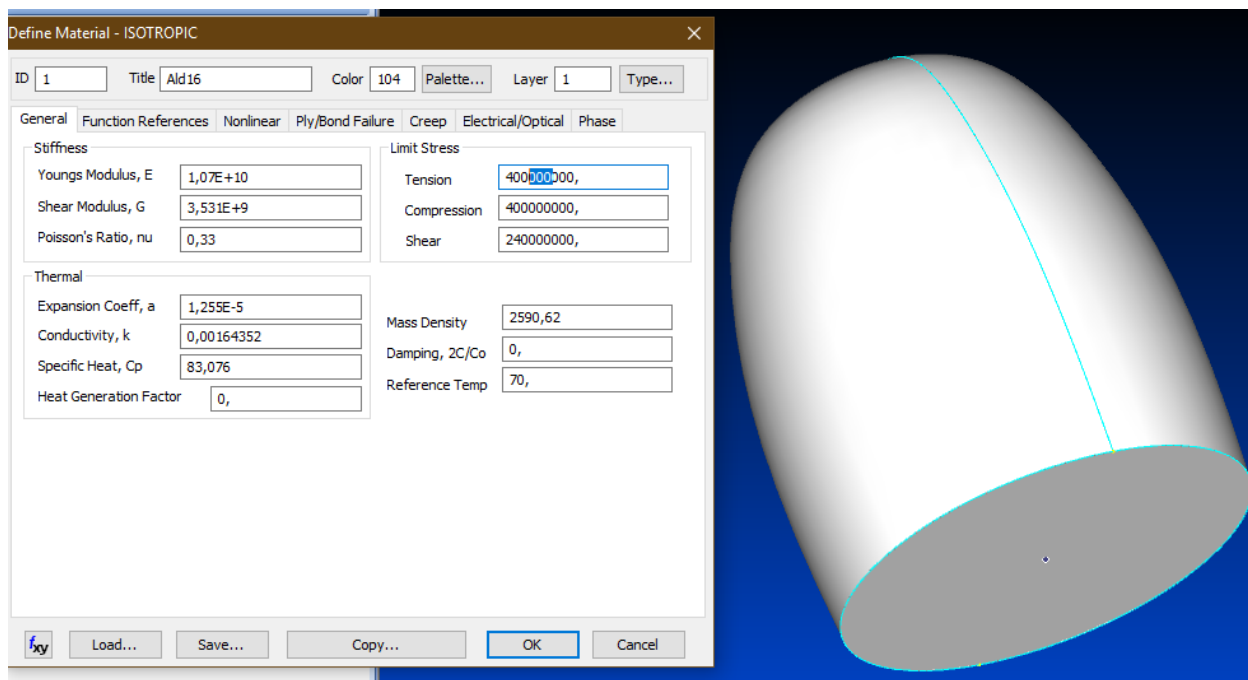 Define Material - ISOTROPIC
ID 1 Title Ald16 Color 104 Palette... Layer 1 Type...
General Function References Nonlinear Ply/Bond Failure Creep Electrical/Optical Phase
Stiffness
Youngs Modulus, E 1,07E+10
Shear Modulus, G 3,531E+9
Poisson's Ratio, nu 0,33
Limit Stress
Tension 400000000,
Compression 400000000,
Shear 240000000,
Thermal
Expansion Coeff, a 1,255E-5
Conductivity, k 0,00164352
Specific Heat, Cp 83,076
Heat Generation Factor 0,
Mass Density 2590,62
Damping, 2C/Co 0,
Reference Temp 70,
fxy Load... Save... Copy... OK Cancel